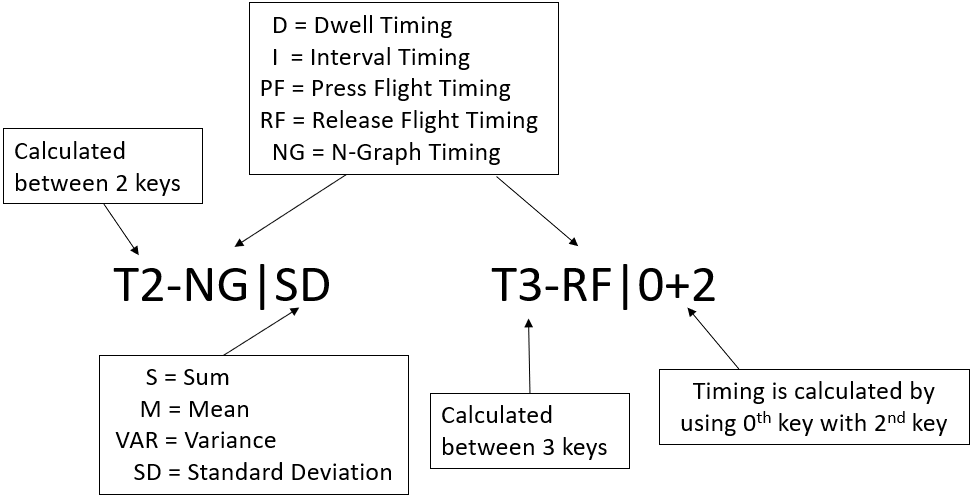 D = Dwell Timing
I = Interval Timing
PF = Press Flight Timing
RF = Release Flight Timing
NG = N-Graph Timing
Calculated
between 2 keys
T2-NG|SD
T3-RF|0+2
S = Sum
M = Mean
VAR = Variance
SD = Standard Deviation
Calculated
between 3 keys
Timing is calculated by
using 0th key with 2nd key